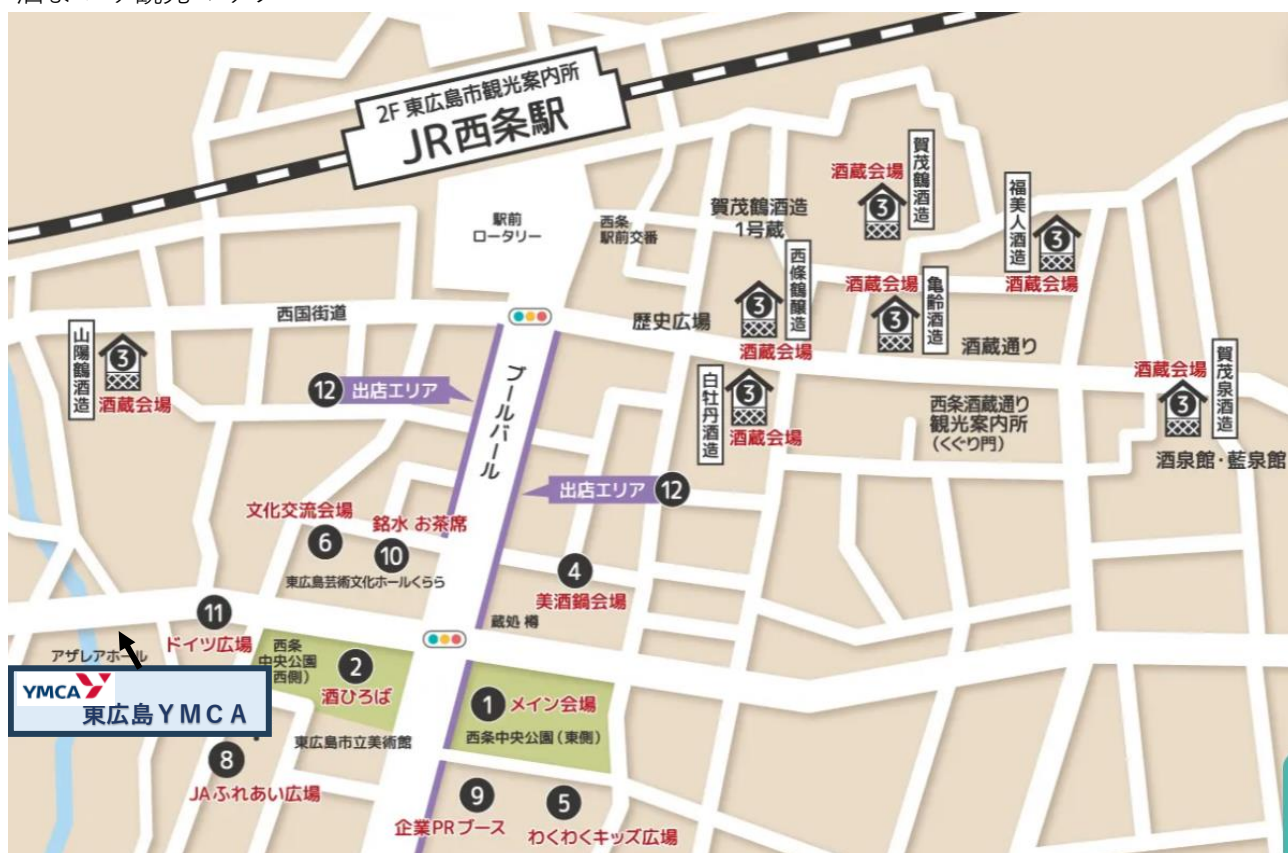 2F 東広島市観光案内所
JR西条駅
駅前
ロータリー
西条
駅前交番
賀茂鶴酒造
1号蔵
酒蔵会場
3
賀茂鶴酒造
福美人酒造
3
酒蔵会場
西國街道
歴史広場
3
西條鶴醸造
酒蔵会場
酒蔵会場
3
亀齢酒造
酒蔵通り
山陽鶴酒造
3
酒蔵会場
12 出店エリア
ブールバール
白牡丹酒造
3
酒蔵会場
西条酒蔵通り
観光案内所
(くぐり門)
酒蔵会場
3
賀茂泉酒造
酒泉館・藍泉館
出店エリア 12
文化交流会場
6
銘水 お茶席
10
東広島芸術文化ホールくらら
4
美酒鍋会場
蔵処 樽
11
ドイツ広場
アザレアホール
西条
中央公園
西側)
2
酒ひろば
1 メイン会場
西条中央公園(東側)
YMCA
東広島YMCA
東広島市立美術館
8
JAふれあい広場
9
企業PRブース
5
わくわくキッズ広場